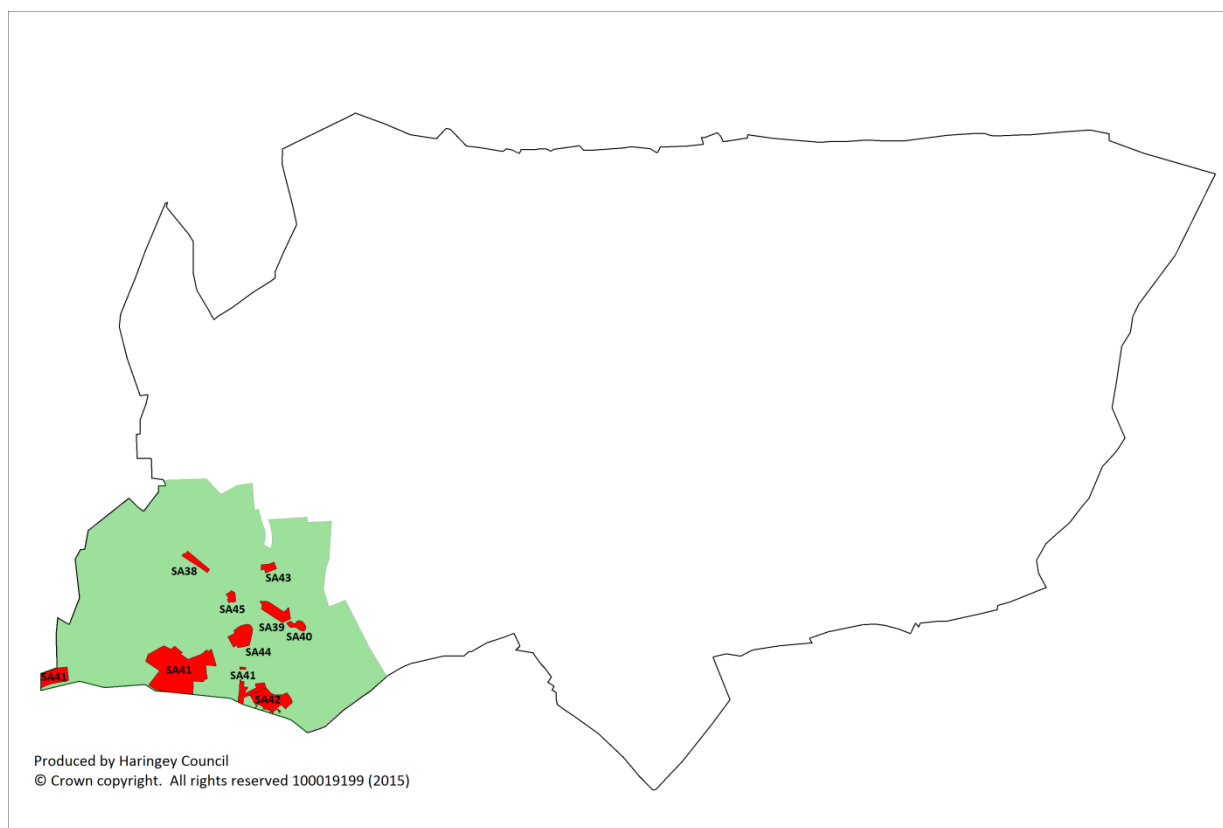 SA38
SA43
SA45
SA39
SA40
SA44
SA41
SA41
SA41
SA42
Produced by Haringey Council
© Crown copyright. All rights reserved 100019199 (2015)